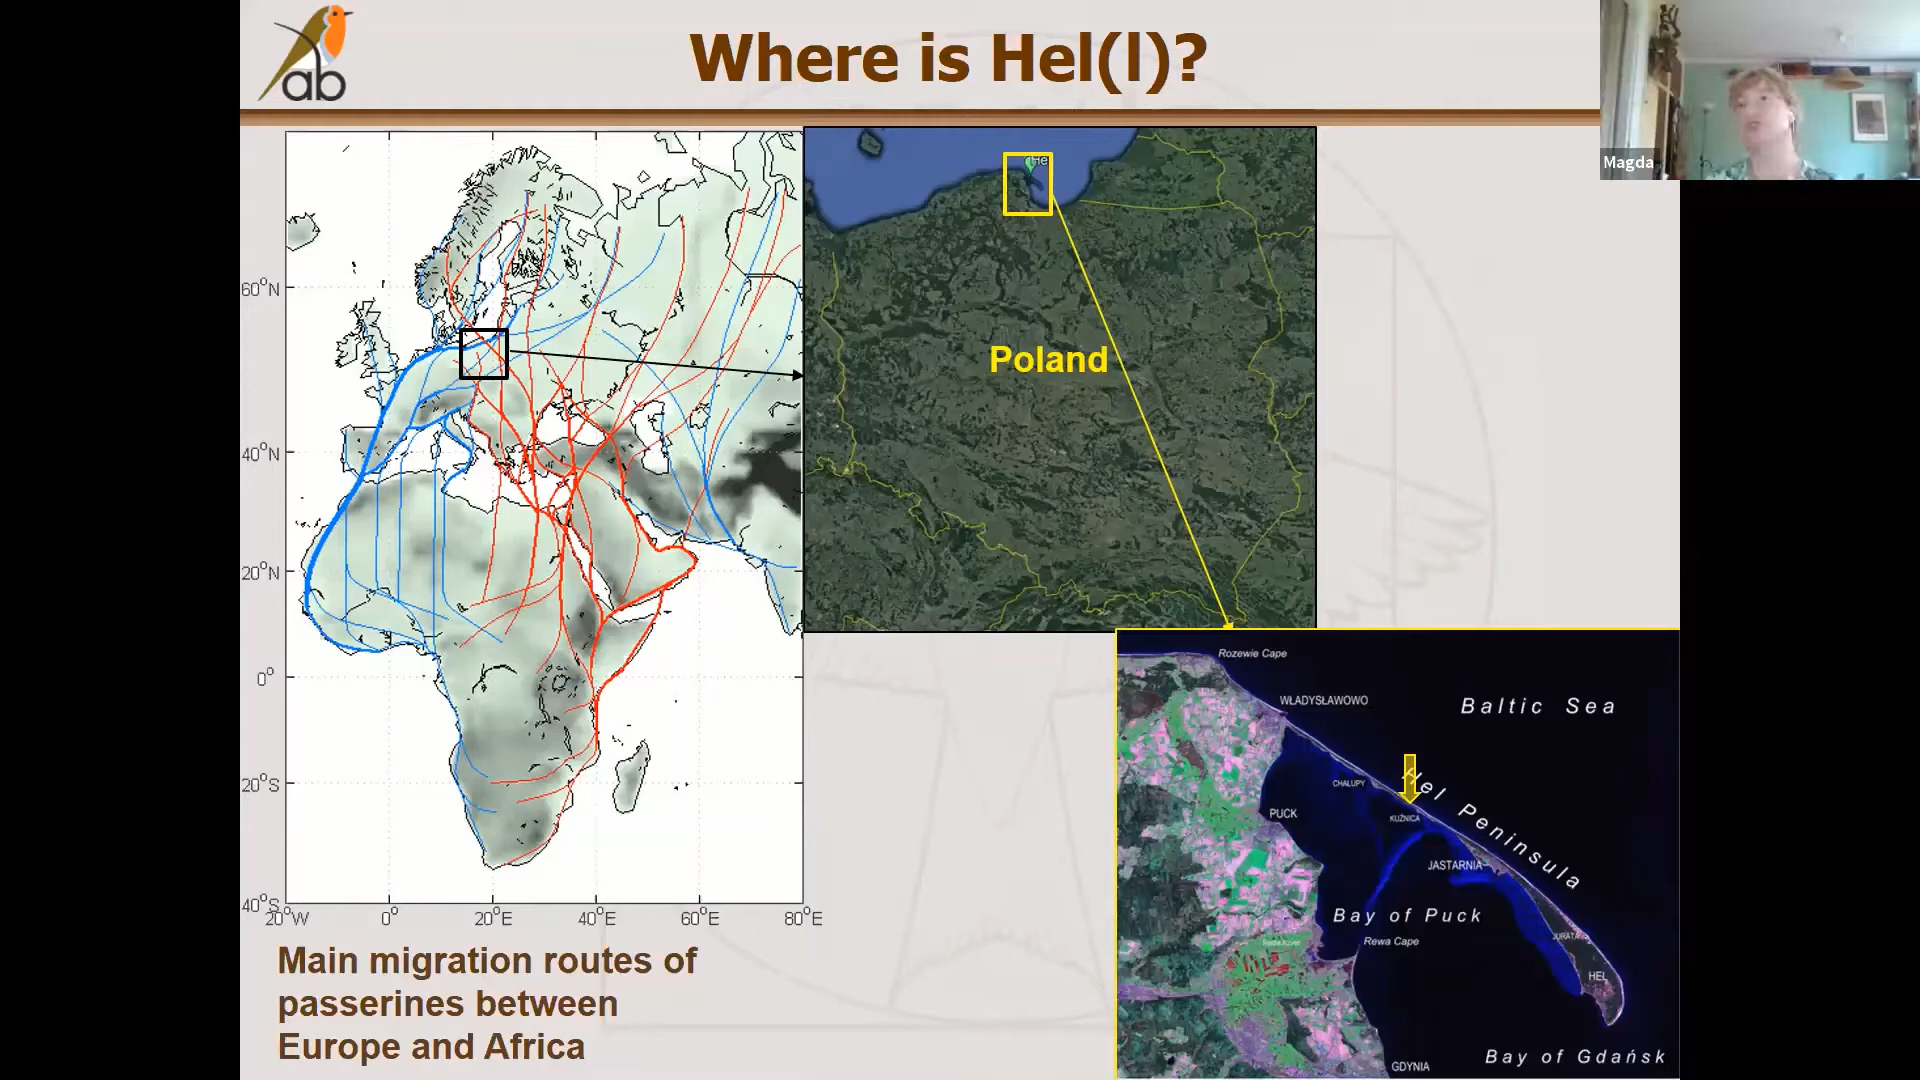 ab
Where is Hel(l)?
Magda
60°N
40°N
20°N
0°
20°S
40°S
20°W
0°
20°E
40°E
60°E
80°E
Main migration routes of
passerines between
Europe and Africa
Hel
Poland
Rozewie Cape
WŁADYSŁAWOWO
Baltic Sea
CHAŁUPY
Hel Peninsula
PUCK
KUŹNICA
JASTARNIA
Bay of Puck
Rewa Cape
JURATA
HEL
GDYNIA
Bay of Gdańsk